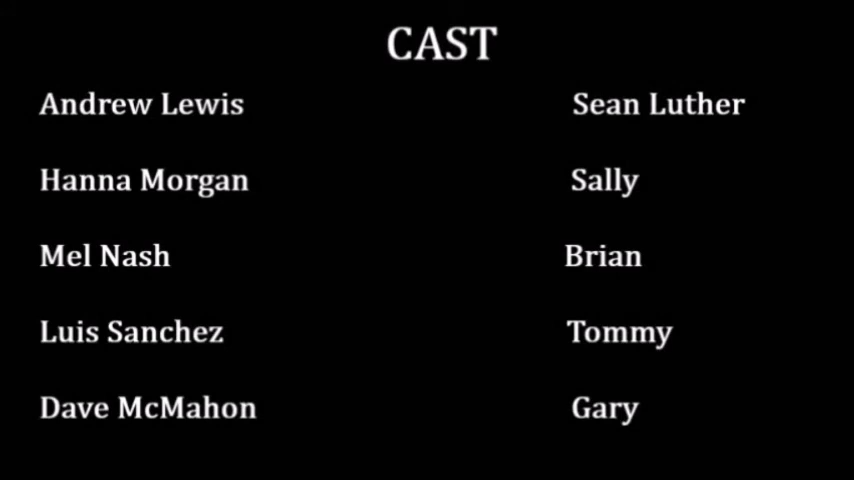 CAST
Andrew Lewis Sean Luther
Hanna Morgan Sally
Mel Nash Brian
Luis Sanchez Tommy
Dave McMahon Gary